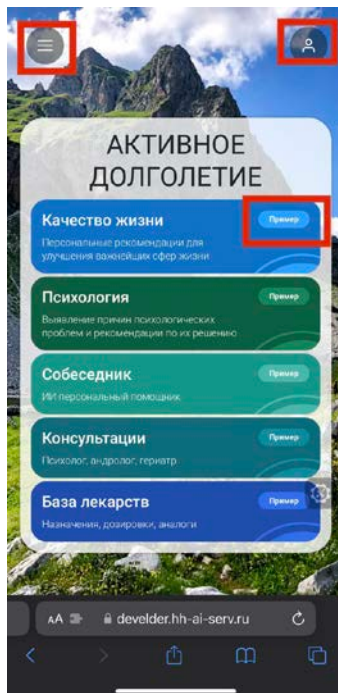 АКТИВНОЕ
ДОЛГОЛЕТИЕ
Качество жизни
Пример
Персональные рекомендации для
улучшения важнейших сфер жизни
Психология
Пример
Выявление причин психологических
проблем и рекомендации по их решению
Собеседник
Пример
ИИ персональный помощник
Консультации
Пример
Психолог, андролог, гериатр
База лекарств
Пример
Назначения, дозировки, аналоги
AA
develder.hh-ai-serv.ru